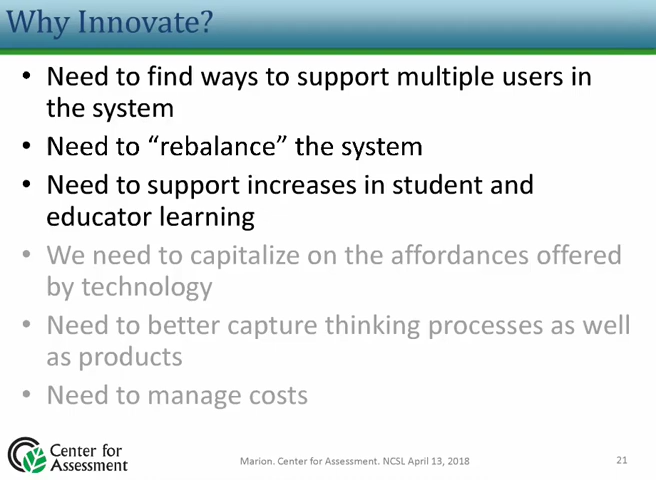 Why Innovate?
• Need to find ways to support multiple users in
the system
• Need to “rebalance” the system
• Need to support increases in student and
educator learning
• We need to capitalize on the affordances offered
by technology
• Need to better capture thinking processes as well
as products
• Need to manage costs
Center for
Assessment
Marion. Center for Assessment. NCSL April 13, 2018
21